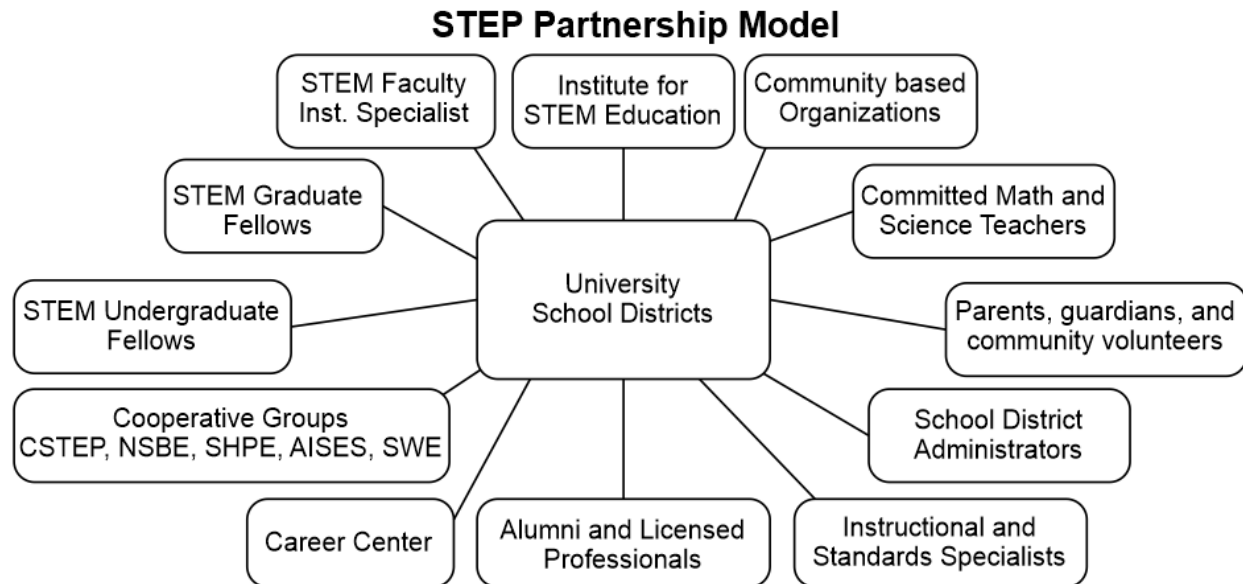 STEP Partnership Model
STEM Faculty
Inst. Specialist
Institute for
STEM Education
Community based
Organizations
STEM Graduate
Fellows
Committed Math and
Science Teachers
University
School Districts
STEM Undergraduate
Fellows
Parents, guardians, and
community volunteers
Cooperative Groups
CSTEP, NSBE, SHPE, AISES, SWE
School District
Administrators
Career Center
Alumni and Licensed
Professionals
Instructional and
Standards Specialists